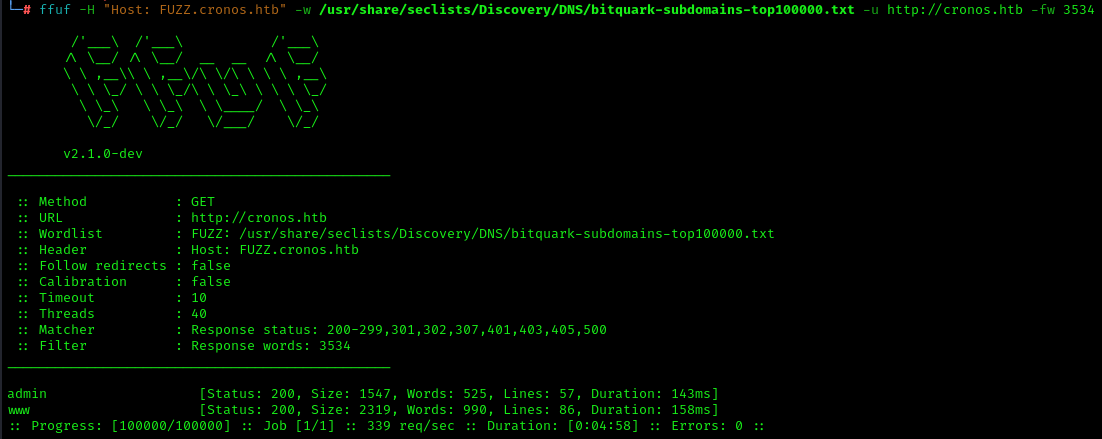 └─# ffuf -H "Host: FUZZ.cronos.htb" -w /usr/share/seclists/Discovery/DNS/bitquark-subdomains-top100000.txt -u http://cronos.htb -fw 3534
        /'___\  /'___\           /'___\
       /\ \__/ /\ \__/  __  __  /\ \__/
       \ \ ,__\\ \ ,__\/\ \/\ \ \ \ ,__\
        \ \ \_/ \ \ \_/\ \ \_\ \ \ \ \_/
         \ \_\   \ \_\  \ \____/  \ \_\
          \/_/    \/_/   \/___/    \/_/
       v2.1.0-dev
________________________________________________
 :: Method           : GET
 :: URL              : http://cronos.htb
 :: Wordlist         : FUZZ: /usr/share/seclists/Discovery/DNS/bitquark-subdomains-top100000.txt
 :: Header           : Host: FUZZ.cronos.htb
 :: Follow redirects : false
 :: Calibration      : false
 :: Timeout          : 10
 :: Threads          : 40
 :: Matcher          : Response status: 200-299,301,302,307,401,403,405,500
 :: Filter           : Response words: 3534
________________________________________________
admin                   [Status: 200, Size: 1547, Words: 525, Lines: 57, Duration: 143ms]
www                     [Status: 200, Size: 2319, Words: 990, Lines: 86, Duration: 158ms]
:: Progress: [100000/100000] :: Job [1/1] :: 339 req/sec :: Duration: [0:04:58] :: Errors: 0 ::